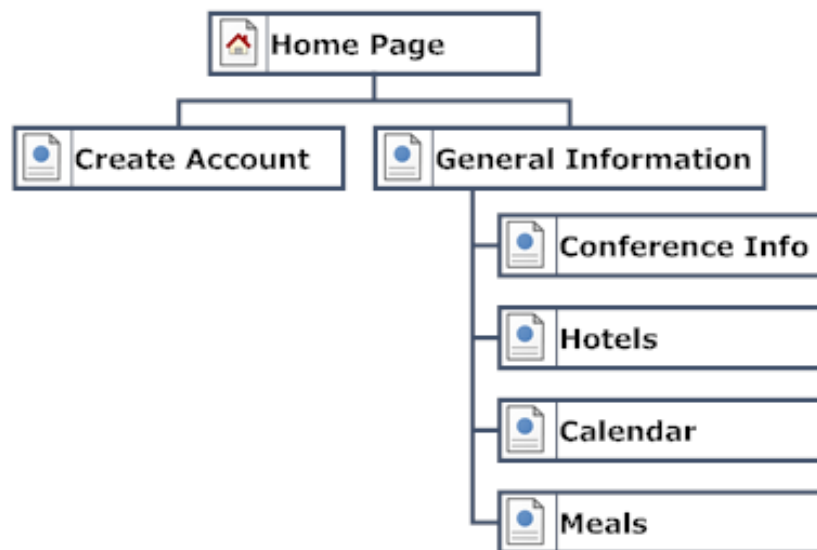 Home Page
Create Account
General Information
Conference Info
Hotels
Calendar
Meals